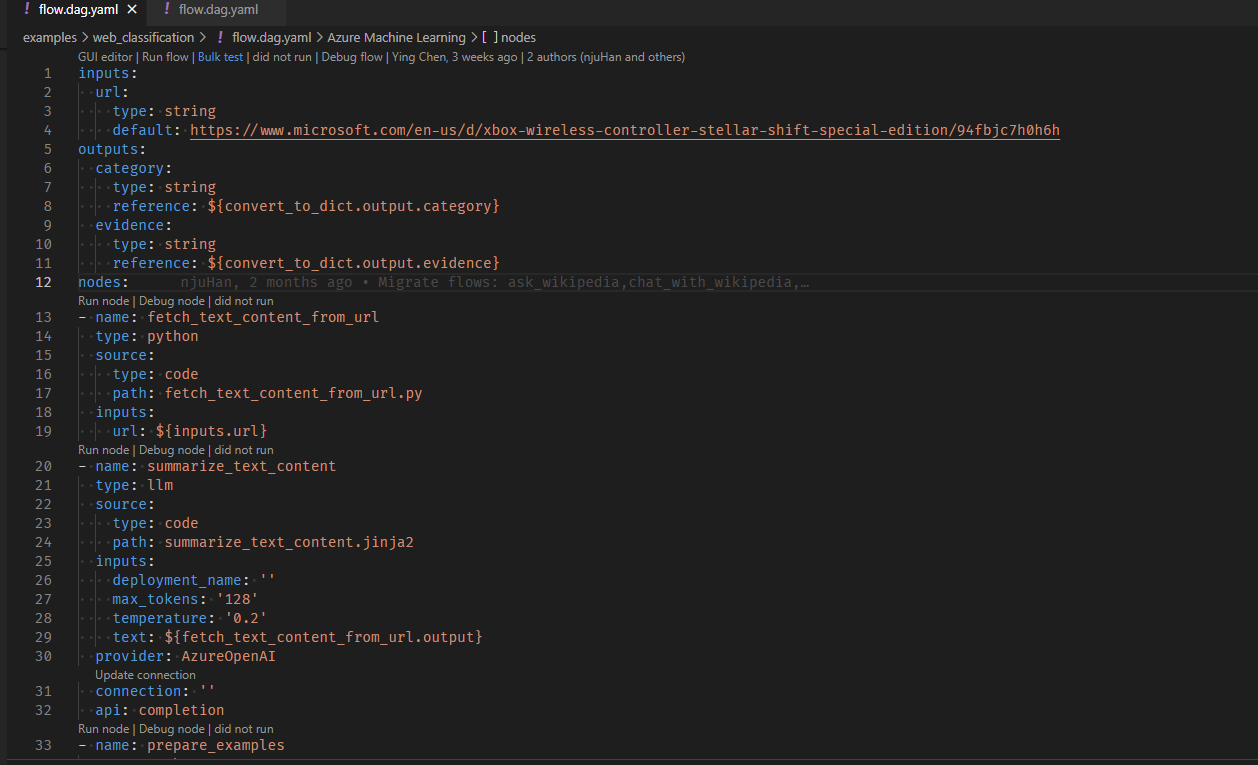 ! flow.dag.yaml × ! flow.dag.yaml
examples > web_classification > ! flow.dag.yaml > Azure Machine Learning > [ ] nodes
GUI editor | Run flow | Bulk test | did not run | Debug flow | Ying Chen, 3 weeks ago | 2 authors (njuHan and others)
1 inputs:
2   url:
3     type: string
4     default: https://www.microsoft.com/en-us/d/xbox-wireless-controller-stellar-shift-special-edition/94fbjc7h0h6h
5 outputs:
6   category:
7     type: string
8     reference: ${convert_to_dict.output.category}
9   evidence:
10     type: string
11     reference: ${convert_to_dict.output.evidence}
12 nodes: njuHan, 2 months ago • Migrate flows: ask_wikipedia,chat_with_wikipedia,…
Run node | Debug node | did not run
13 - name: fetch_text_content_from_url
14   type: python
15   source:
16     type: code
17     path: fetch_text_content_from_url.py
18   inputs:
19     url: ${inputs.url}
Run node | Debug node | did not run
20 - name: summarize_text_content
21   type: llm
22   source:
23     type: code
24     path: summarize_text_content.jinja2
25   inputs:
26     deployment_name: ''
27     max_tokens: '128'
28     temperature: '0.2'
29     text: ${fetch_text_content_from_url.output}
30   provider: AzureOpenAI
Update connection
31   connection: ''
32   api: completion
Run node | Debug node | did not run
33 - name: prepare_examples